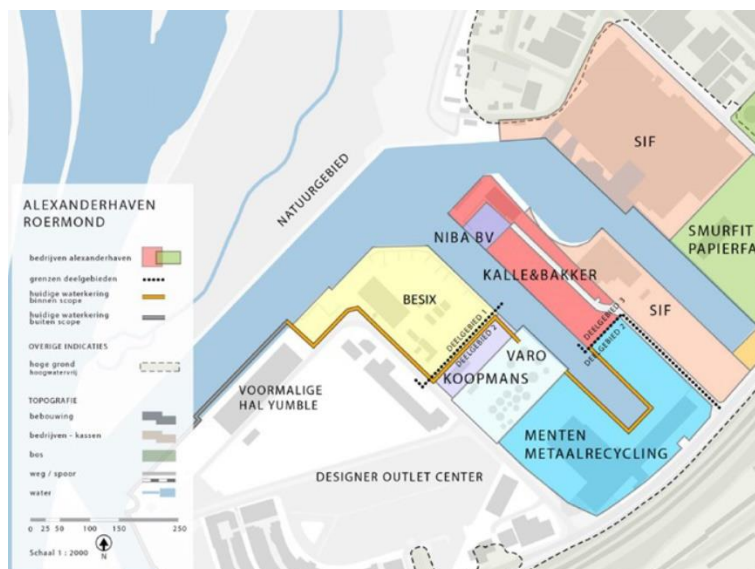 ALEXANDERHAVEN
ROERMOND
bedrijven alexanderhaven
grenzen deelgebieden
huidige waterkering
binnen scope
huidige waterkering
buiten scope
OVERIGE INDICATIES
hoge grond
hoogwatervrij
TOPOGRAFIE
bebouwing
bedrijven - kassen
bos
weg / spoor
water
0 25 50 100 150 250
Schaal 1 : 2000
N
NATUURGEBIED
SIF
SMURFIT
PAPIERFA
NIBA BV
KALLE&BAKKER
SIF
BESIX
DEELGEBIED 1
DEELGEBIED 2
DEELGEBIED 3
DEELGEBIED 2
VARO
KOOPMANS
VOORMALIGE
HAL YUMBLE
MENTEN
METAALRECYCLING
DESIGNER OUTLET CENTER